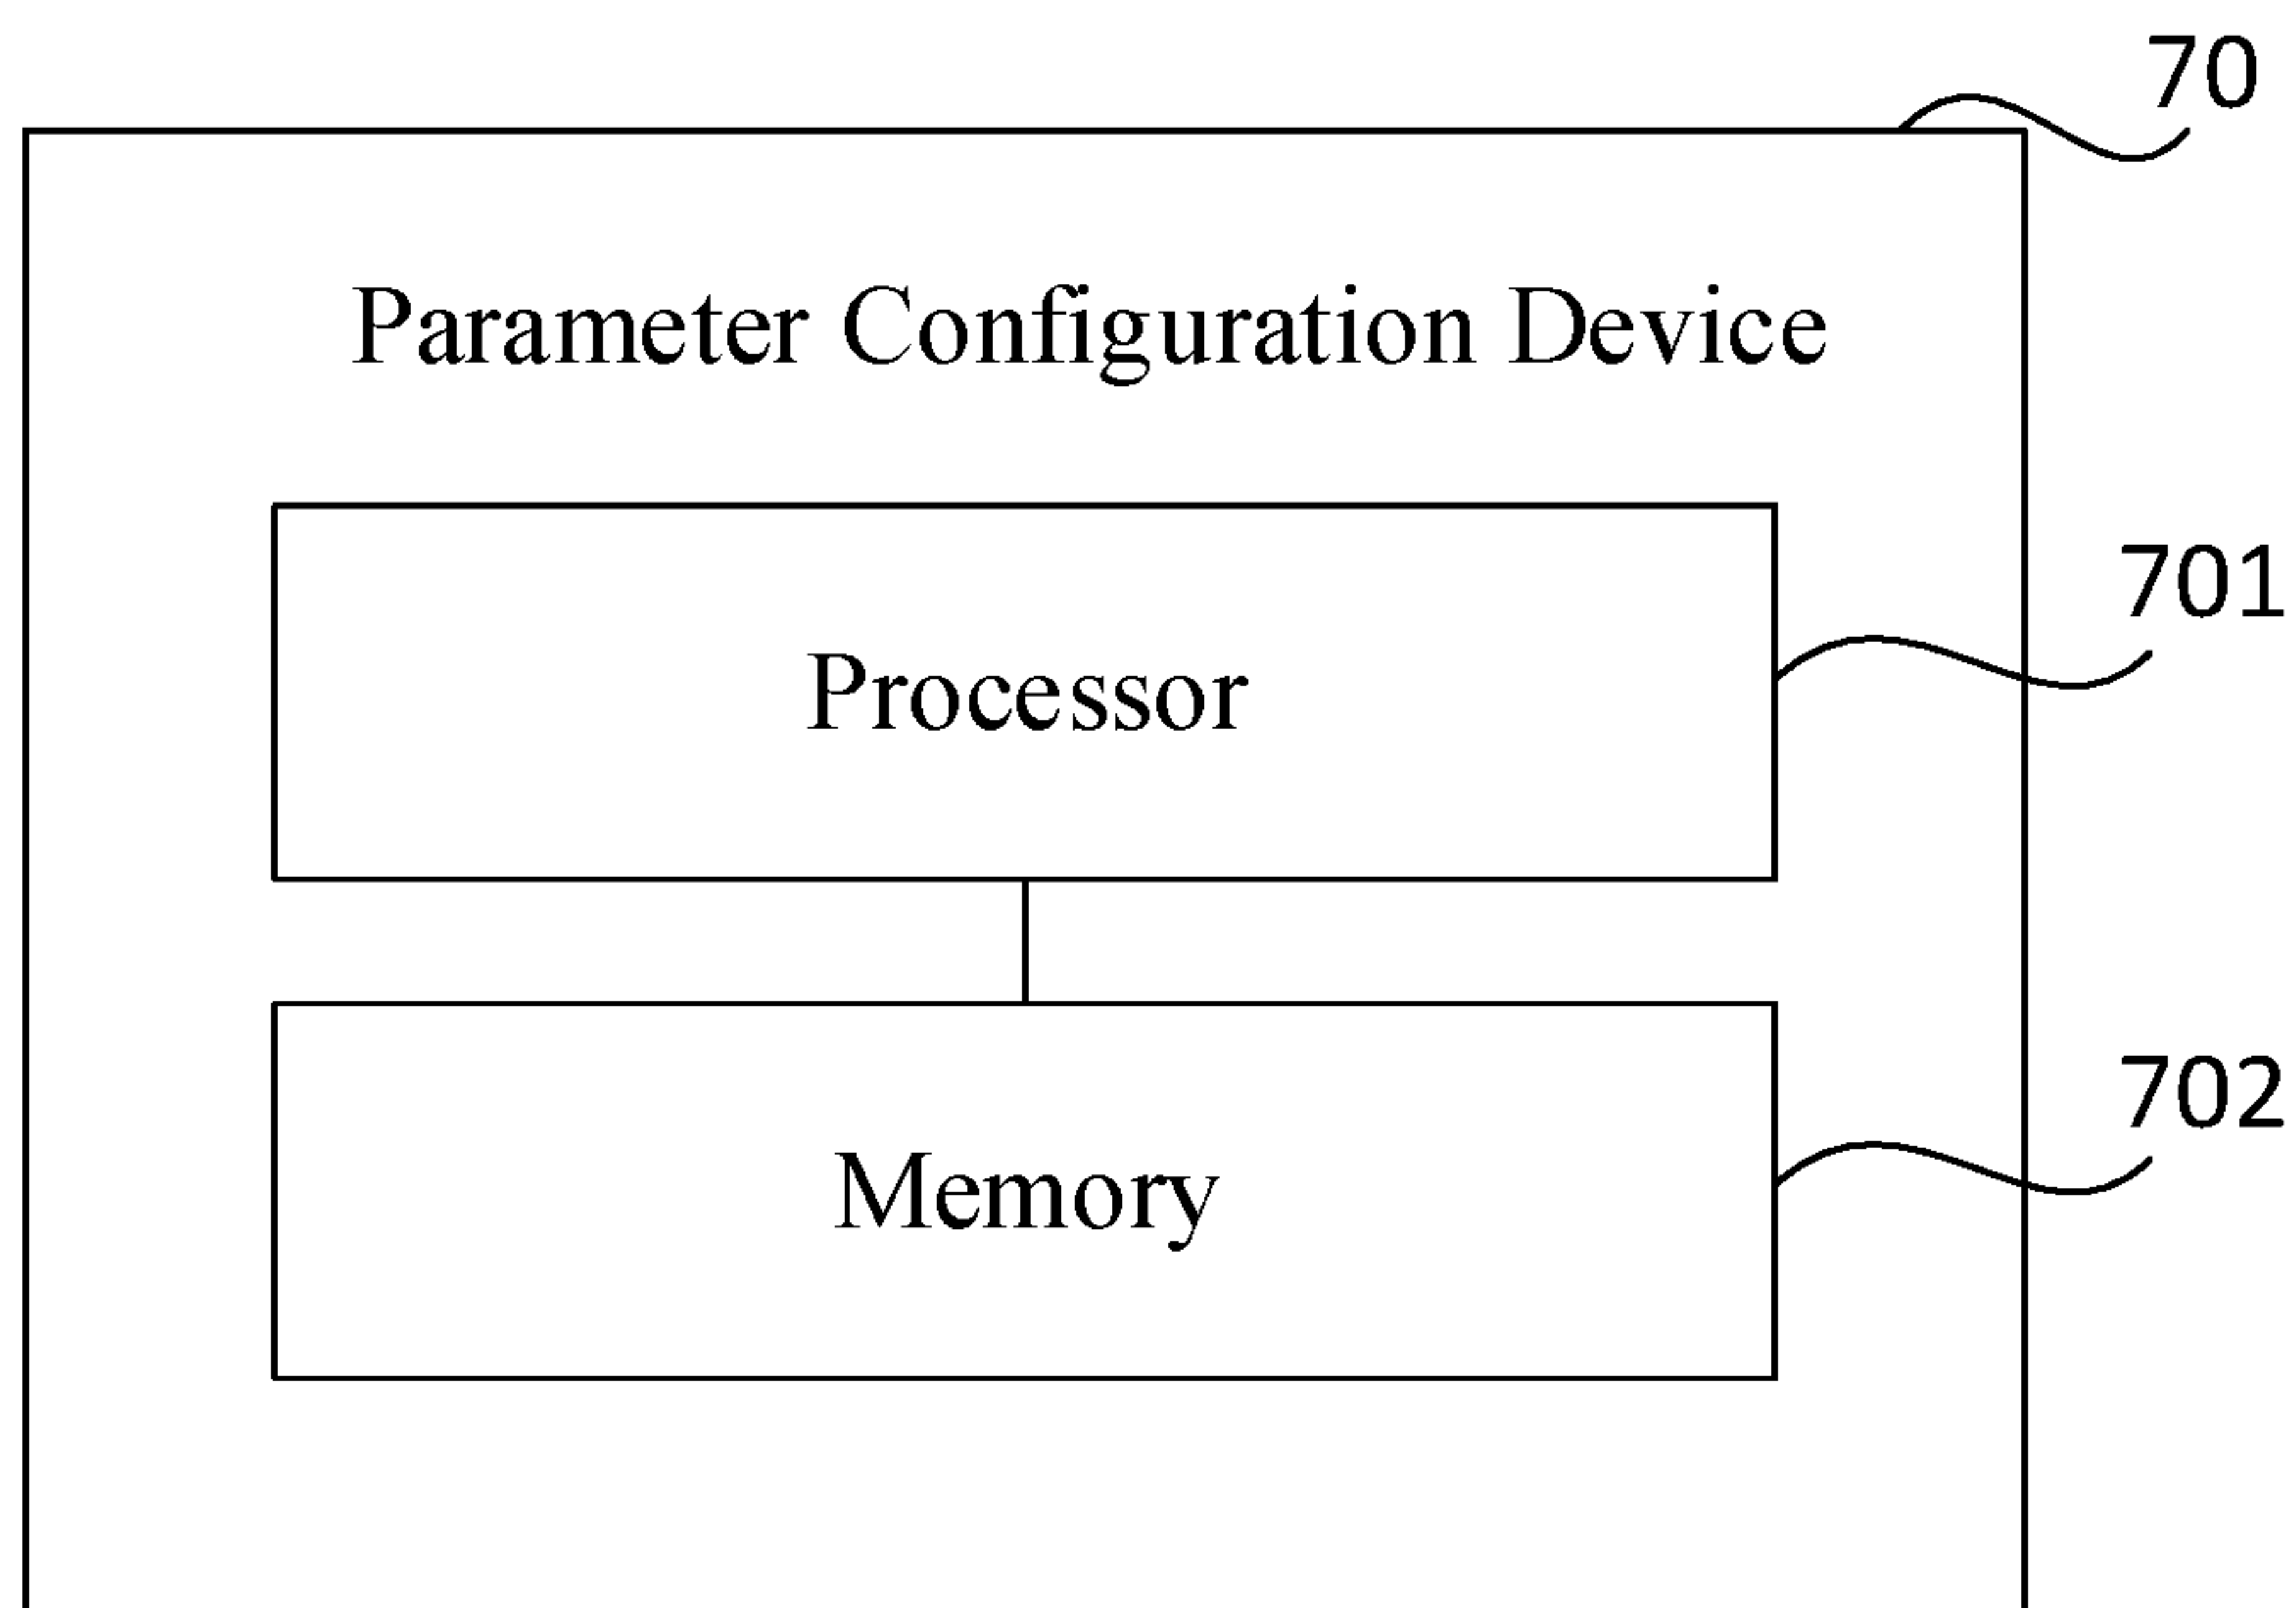 70
Parameter Configuration Device
701
Processor
702
Memory